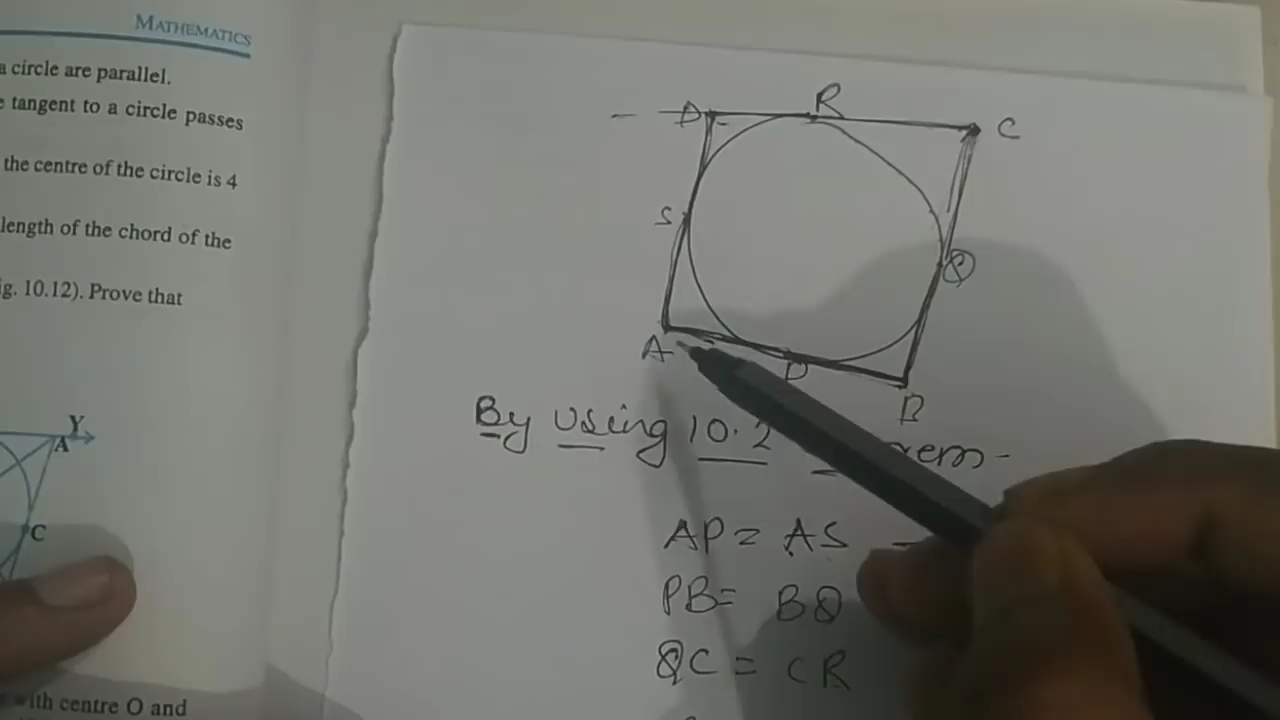 MATHEMATICS
a circle are parallel.
tangent to a circle passes
the centre of the circle is 4
length of the chord of the
ig. 10.12). Prove that
Y
A
C
with centre O and
D R C
S
Q
A P B
By using 10.2
AP = AS -
PB = BQ
QC = CR